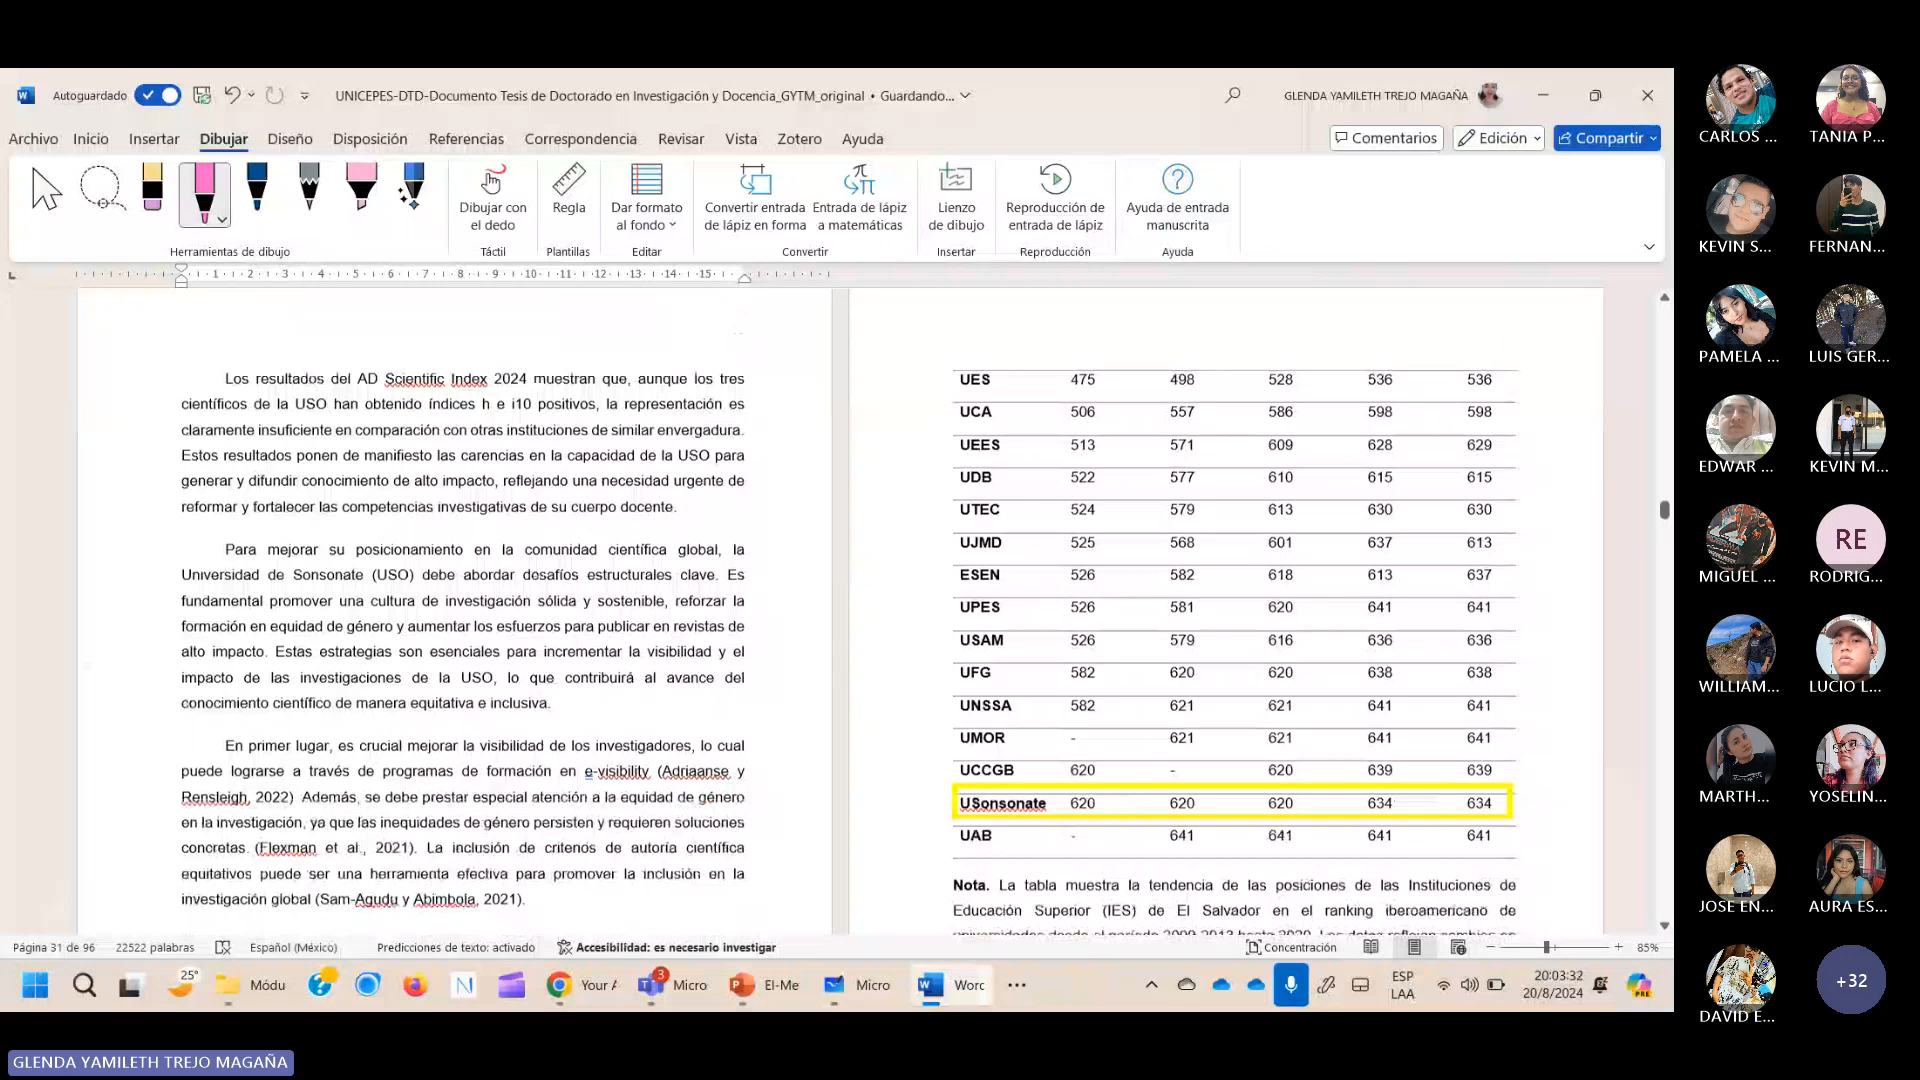 Autoguardado
UNICEPES-DTD-Documento Tesis de Doctorado en Investigación y Docencia_GYTM_original • Guardando...
GLENDA YAMILETH TREJO MAGAÑA
Archivo Inicio Insertar Dibujar Diseño Disposición Referencias Correspondencia Revisar Vista Zotero Ayuda
Comentarios Edición Compartir
Dibujar con el dedo
Regla
Dar formato al fondo
Convertir entrada de lápiz en forma
Entrada de lápiz a matemáticas
Lienzo de dibujo
Reproducción de entrada de lápiz
Ayuda de entrada manuscrita
Herramientas de dibujo Táctil Plantillas Editar Convertir Insertar Reproducción Ayuda
1 2 3 4 5 6 7 8 9 10 11 12 13 14 15
Los resultados del AD Scientific Index 2024 muestran que, aunque los tres
científicos de la USO han obtenido índices h e i10 positivos, la representación es
claramente insuficiente en comparación con otras instituciones de similar envergadura.
Estos resultados ponen de manifiesto las carencias en la capacidad de la USO para
generar y difundir conocimiento de alto impacto, reflejando una necesidad urgente de
reformar y fortalecer las competencias investigativas de su cuerpo docente.
Para mejorar su posicionamiento en la comunidad científica global, la
Universidad de Sonsonate (USO) debe abordar desafíos estructurales clave. Es
fundamental promover una cultura de investigación sólida y sostenible, reforzar la
formación en equidad de género y aumentar los esfuerzos para publicar en revistas de
alto impacto. Estas estrategias son esenciales para incrementar la visibilidad y el
impacto de las investigaciones de la USO, lo que contribuirá al avance del
conocimiento científico de manera equitativa e inclusiva.
En primer lugar, es crucial mejorar la visibilidad de los investigadores, lo cual
puede lograrse a través de programas de formación en e-visibility (Adriaanse y
Rensleigh, 2022) Además, se debe prestar especial atención a la equidad de género
en la investigación, ya que las inequidades de género persisten y requieren soluciones
concretas. (Flexman et al., 2021). La inclusión de criterios de autoría científica
equitativos puede ser una herramienta efectiva para promover la inclusión en la
investigación global (Sam-Agudu y Abimbola, 2021).
UES 475 498 528 536 536
UCA 506 557 586 598 598
UEES 513 571 609 628 629
UDB 522 577 610 615 615
UTEC 524 579 613 630 630
UJMD 525 568 601 637 613
ESEN 526 582 618 613 637
UPES 526 581 620 641 641
USAM 526 579 616 636 636
UFG 582 620 620 638 638
UNSSA 582 621 621 641 641
UMOR - 621 621 641 641
UCCGB 620 - 620 639 639
USonsonate 620 620 620 634 634
UAB - 641 641 641 641
Nota. La tabla muestra la tendencia de las posiciones de las Instituciones de
Educación Superior (IES) de El Salvador en el ranking iberoamericano de
Página 31 de 96 22522 palabras Español (México) Predicciones de texto: activado Accesibilidad: es necesario investigar Concentración 85%
25° Módu Your A 3 Micro El-Me Micro Worc
ESP
LAA
20:03:32
20/8/2024
PRE
CARLOS ... TANIA P...
KEVIN S... FERNAN...
PAMELA ... LUIS GER...
EDWAR ... KEVIN M...
RE
MIGUEL ... RODRIG...
WILLIAM... LUCIO L...
MARTH... YOSELIN...
JOSE EN... AURA ES...
+32
DAVID E...
GLENDA YAMILETH TREJO MAGAÑA